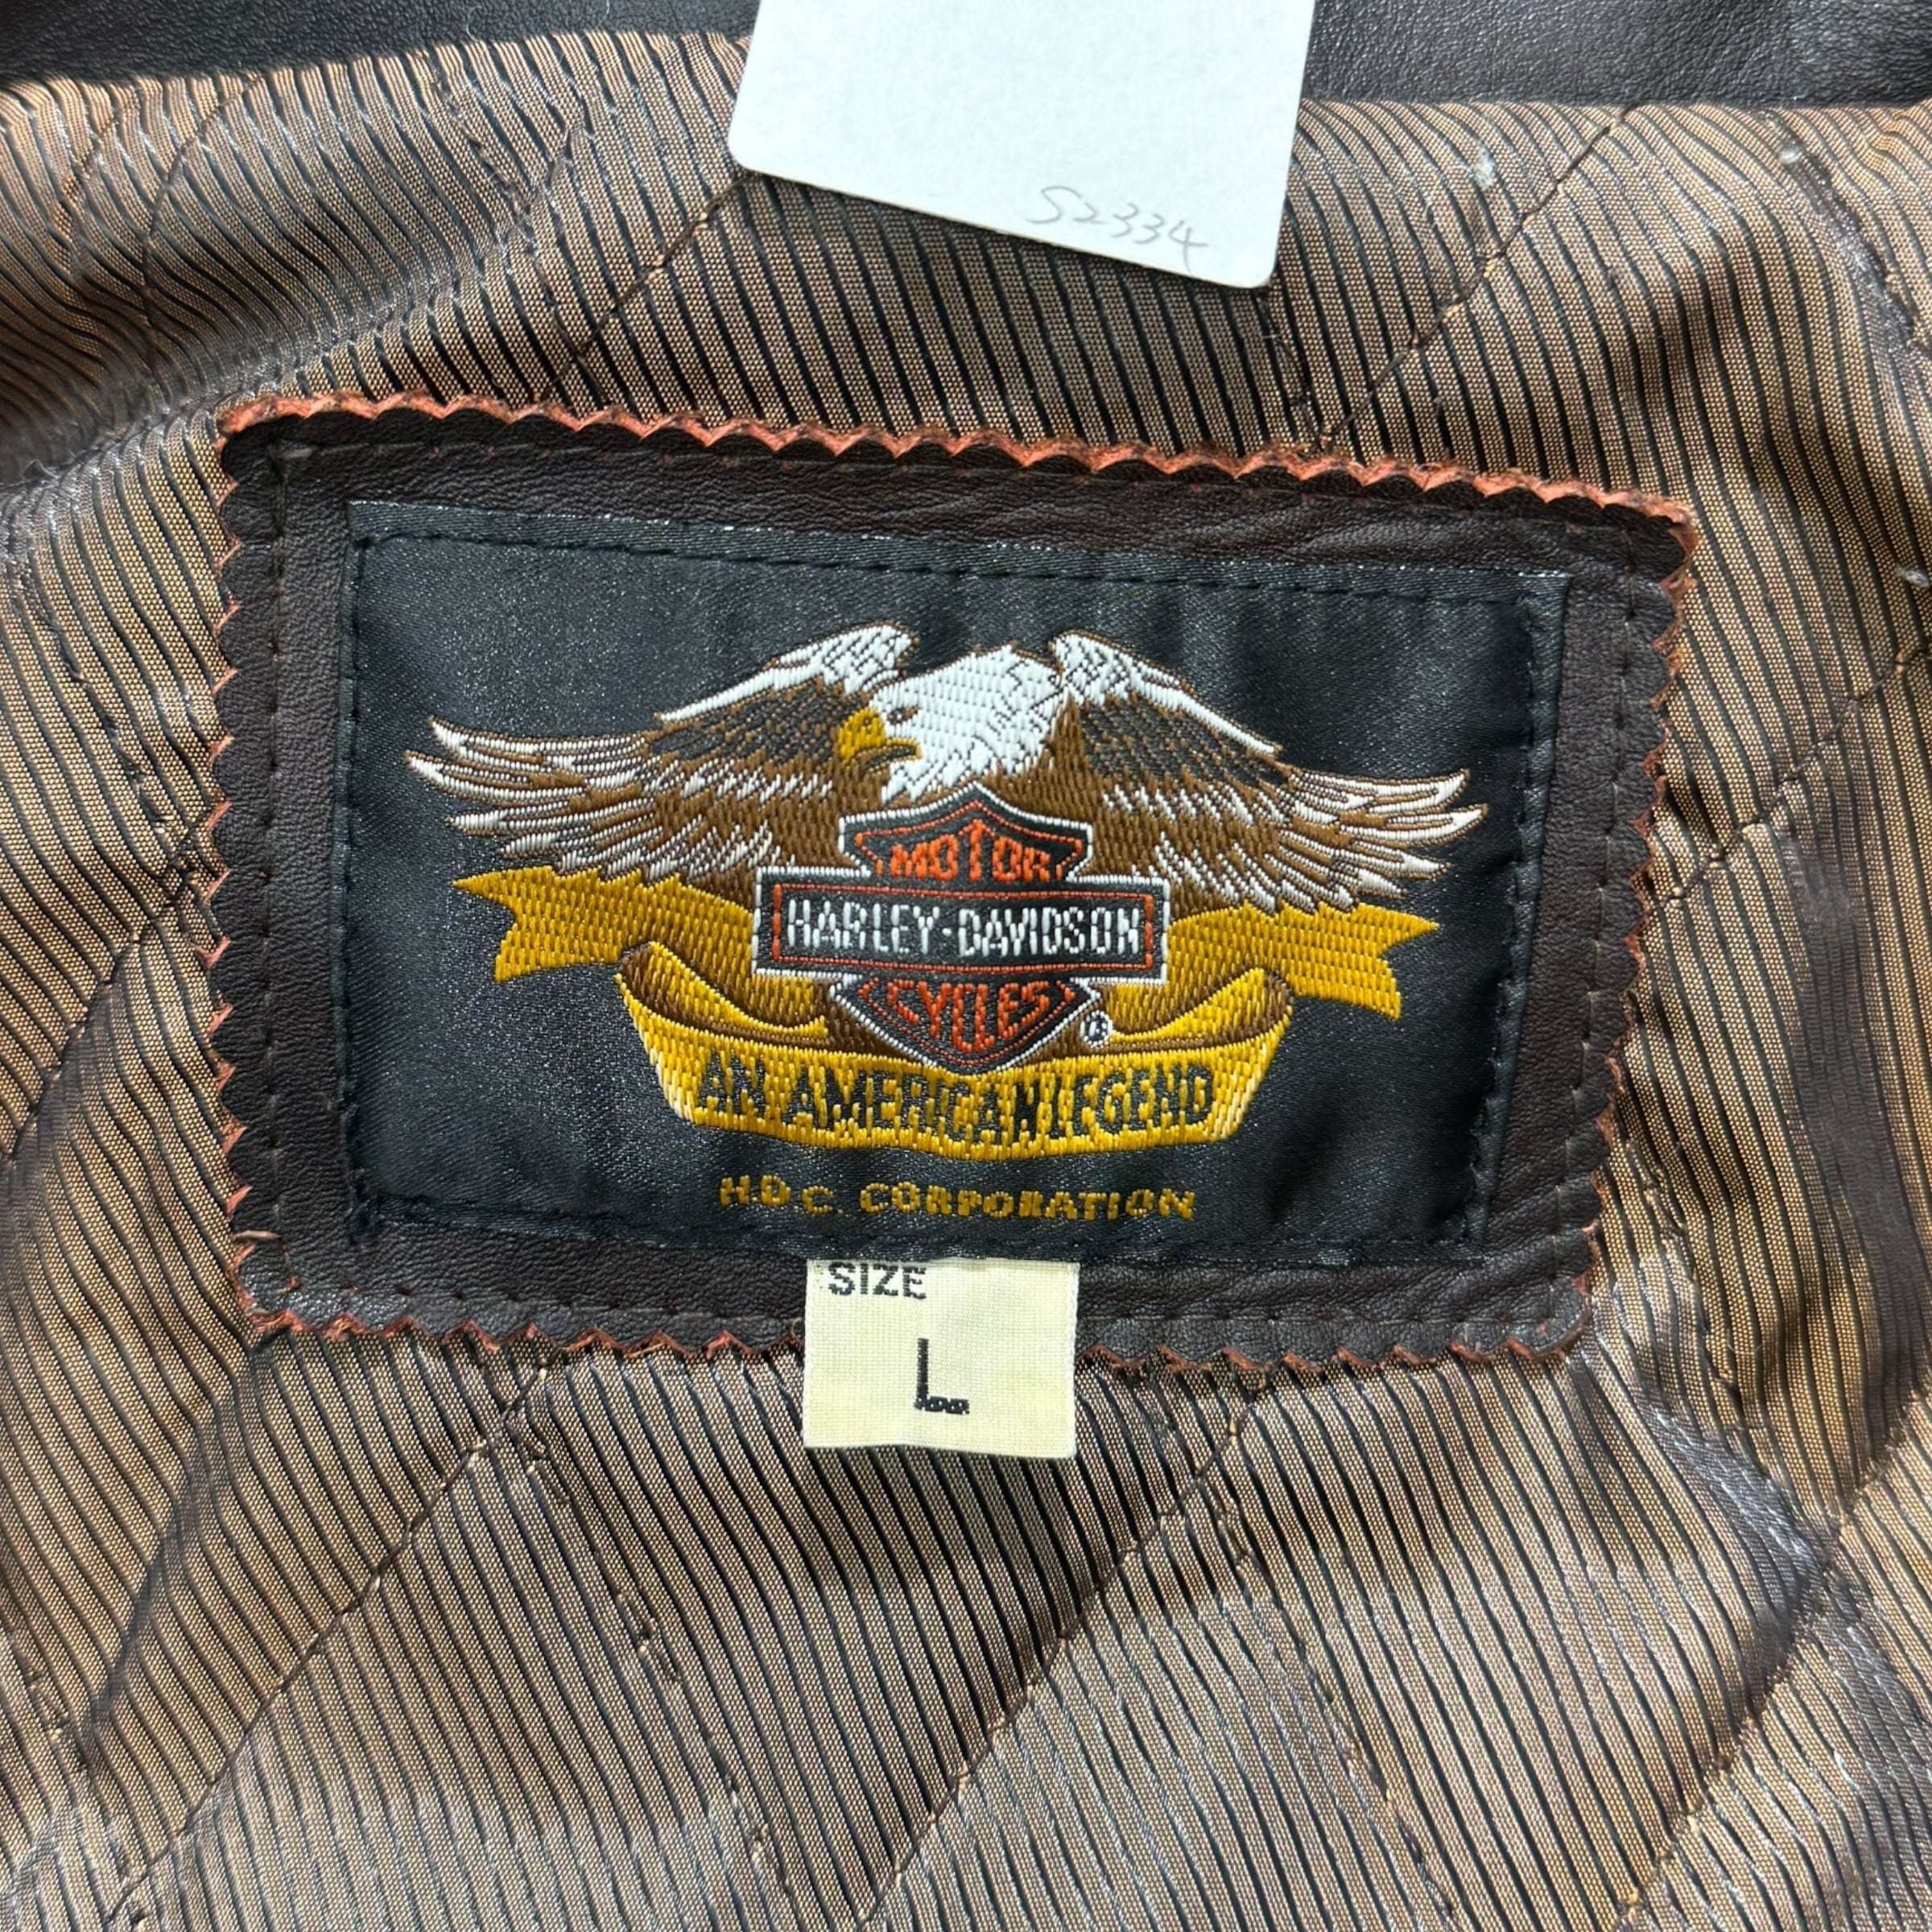 S2334
MOTOR
HARLEY-DAVIDSON
CYCLES
®
AN AMERICAN LEGEND
H.D.C. CORPORATION
SIZE
L